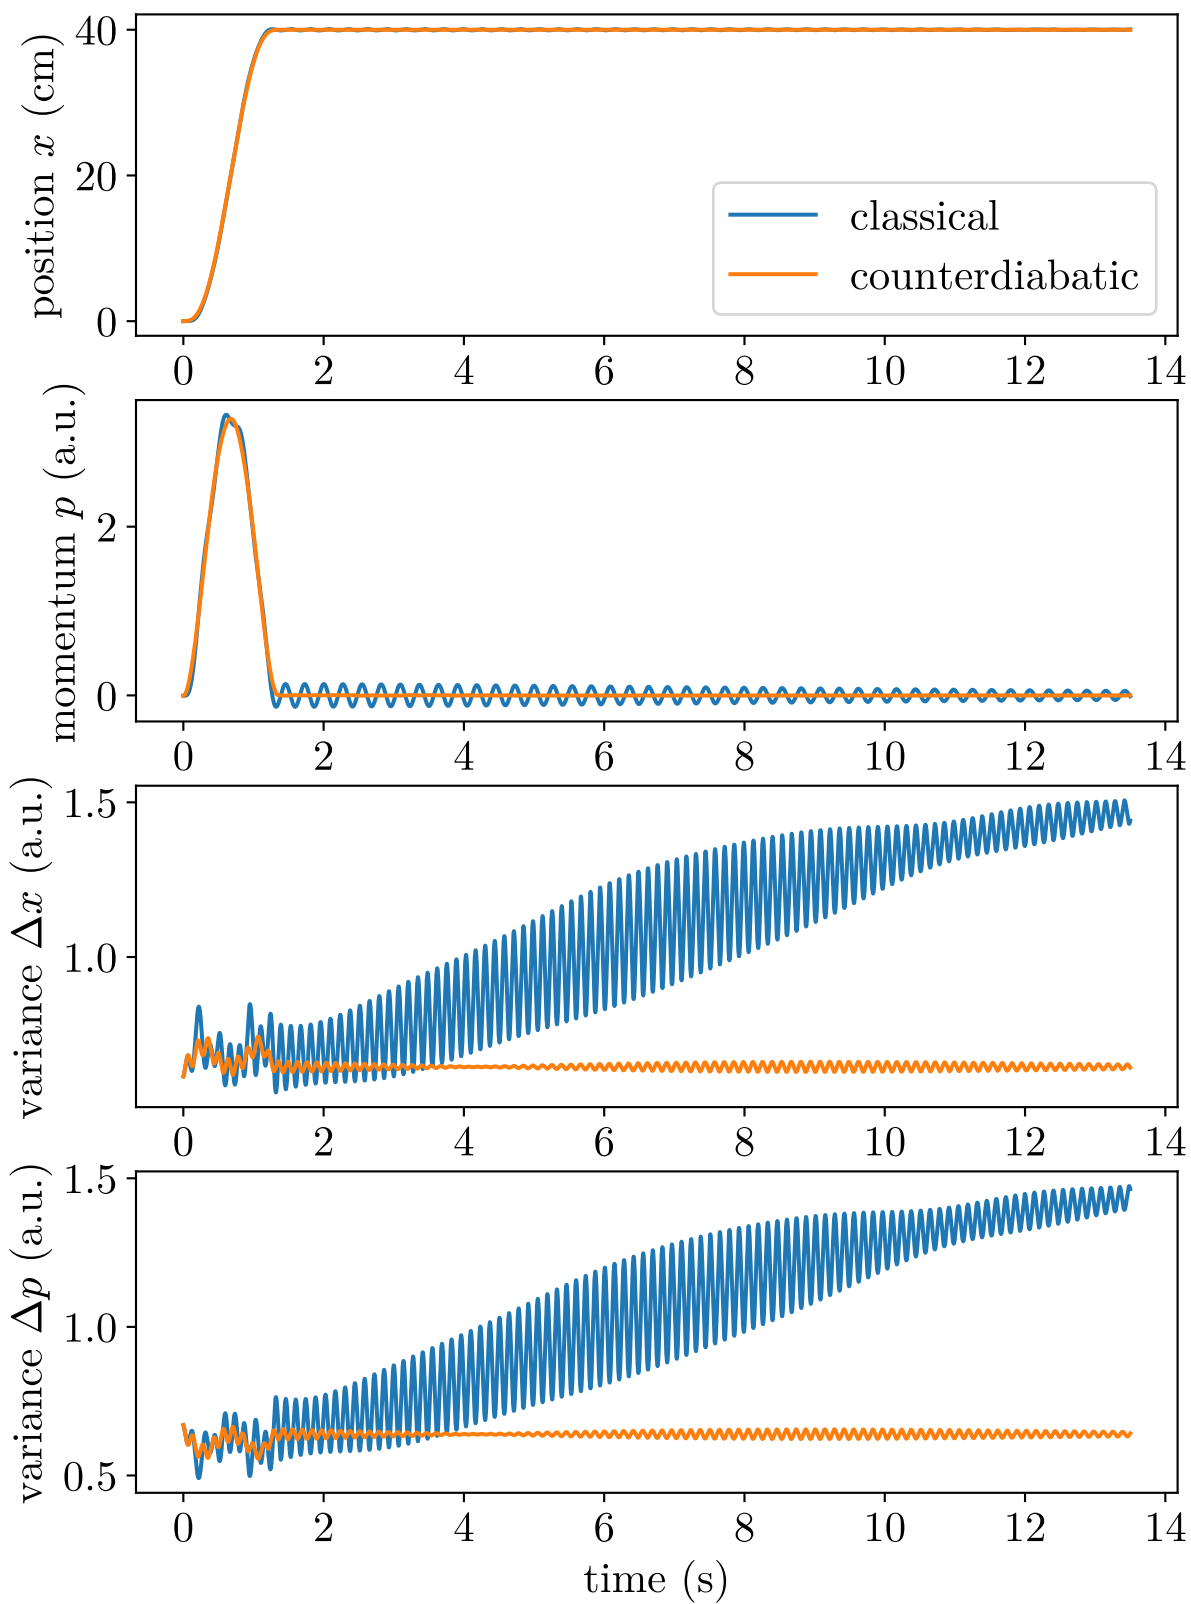 position x (cm)
40
20
0
classical
counterdiabatic
0 2 4 6 8 10 12 14
momentum p (a.u.)
2
0
0 2 4 6 8 10 12 14
variance Δx (a.u.)
1.5
1.0
0 2 4 6 8 10 12 14
variance Δp (a.u.)
1.5
1.0
0.5
0 2 4 6 8 10 12 14
time (s)